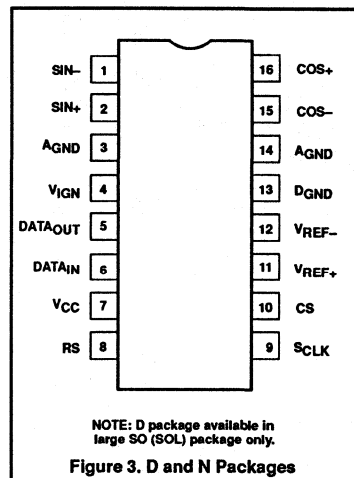 SIN– 1 16 COS+
SIN+ 2 15 COS–
AGND 3 14 AGND
VIGN 4 13 DGND
DATAOUT 5 12 VREF–
DATAIN 6 11 VREF+
VCC 7 10 CS
RS 8 9 SCLK
NOTE: D package available in
large SO (SOL) package only.
Figure 3. D and N Packages